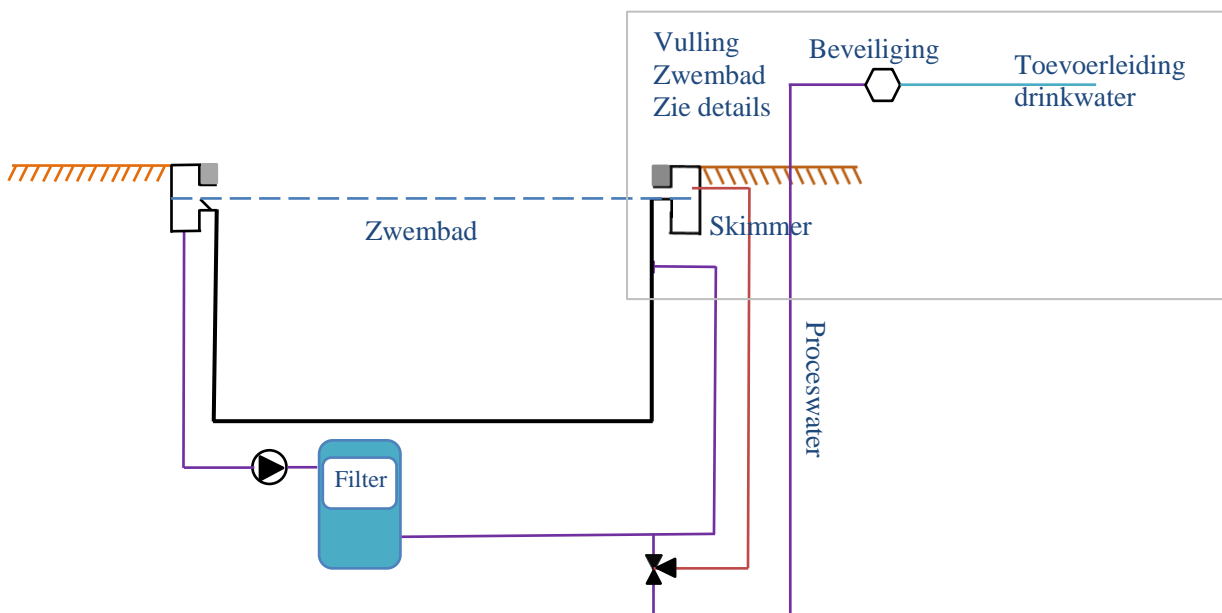 Vulling
Zwembad
Zie details
Beveiliging
Toevoerleiding
drinkwater
Zwembad
Skimmer
Proceswater
Filter